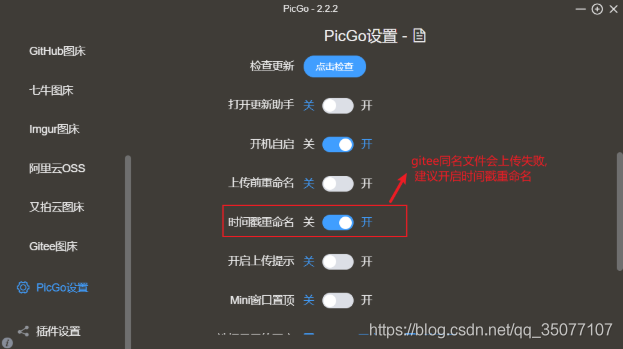 PicGo - 2.2.2
PicGo设置 -
GitHub图床
七牛图床
Imgur图床
阿里云OSS
又拍云图床
Gitee图床
PicGo设置
插件设置
检查更新 点击检查
打开更新助手 关 开
开机自启 关 开
上传前重命名 关 开
时间戳重命名 关 开
开启上传提示 关 开
Mini窗口置顶 关 开
gitee同名文件会上传失败,
建议开启时间戳重命名
https://blog.csdn.net/qq_35077107